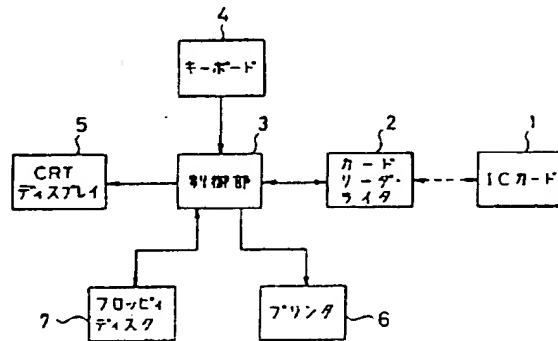 4
キーボード
5
3
2
1
CRT
ディスプレイ
制御部
カード
リーダ・
ライタ
ICカード
フロッピィ
ディスク
7
プリンタ
6